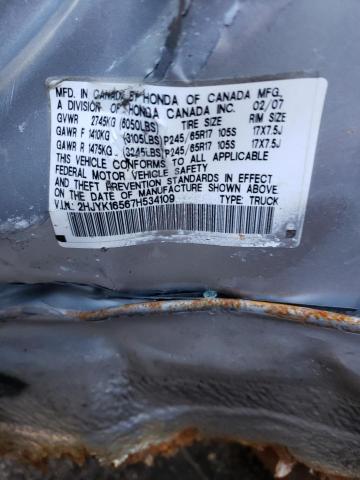 MFD. IN CANADA BY HONDA OF CANADA MFG.
A DIVISION OF HONDA CANADA INC. 02/07
GVWR 2745KG (6050LBS) TIRE SIZE RIM SIZE
GAWR F 1410KG (3105LBS) P245/65R17 105S 17X7.5J
GAWR R 1475KG (3245LBS) P245/65R17 105S 17X7.5J
THIS VEHICLE CONFORMS TO ALL APPLICABLE
FEDERAL MOTOR VEHICLE SAFETY
AND THEFT PREVENTION STANDARDS IN EFFECT
ON THE DATE OF MANUFACTURE SHOWN ABOVE.
V.I.N.: 2HJYK16567H534109 TYPE: TRUCK